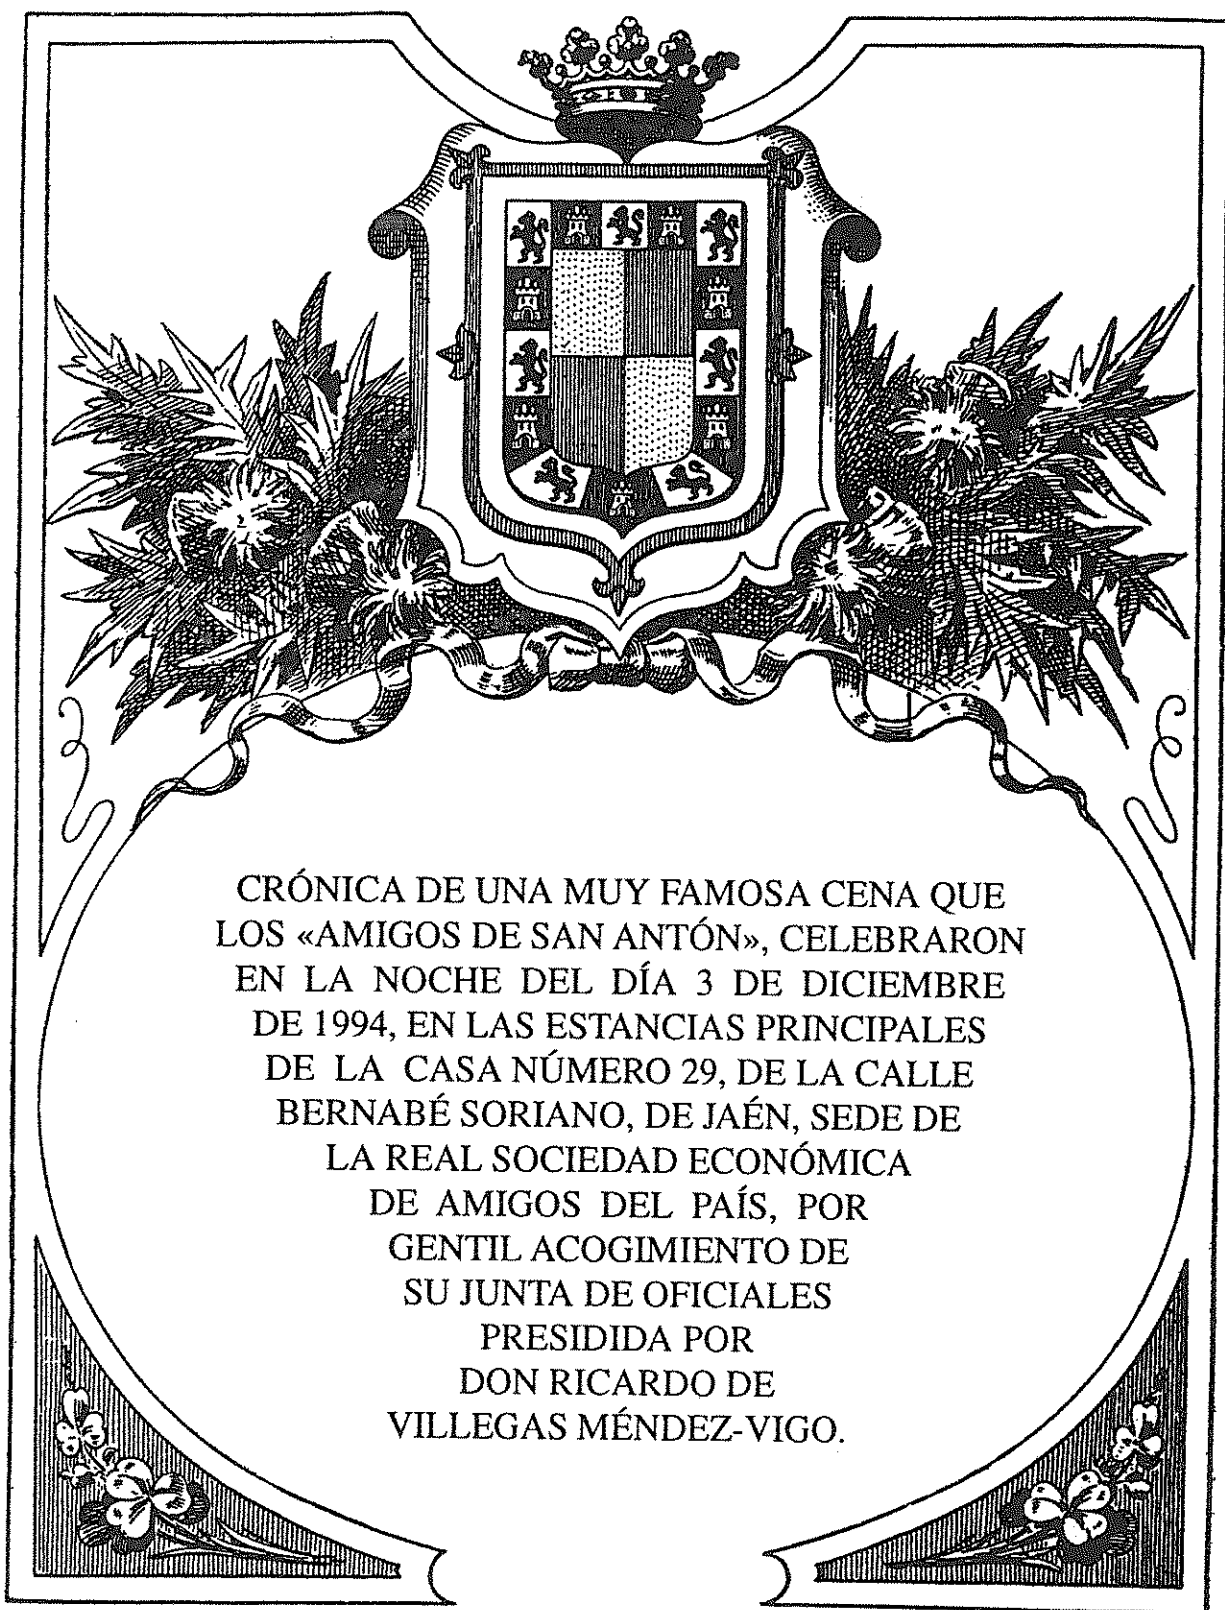 CRÓNICA DE UNA MUY FAMOSA CENA QUE
LOS «AMIGOS DE SAN ANTÓN», CELEBRARON
EN LA NOCHE DEL DÍA 3 DE DICIEMBRE
DE 1994, EN LAS ESTANCIAS PRINCIPALES
DE LA CASA NÚMERO 29, DE LA CALLE
BERNABÉ SORIANO, DE JAÉN, SEDE DE
LA REAL SOCIEDAD ECONÓMICA
DE AMIGOS DEL PAÍS, POR
GENTIL ACOGIMIENTO DE
SU JUNTA DE OFICIALES
PRESIDIDA POR
DON RICARDO DE
VILLEGAS MÉNDEZ-VIGO.